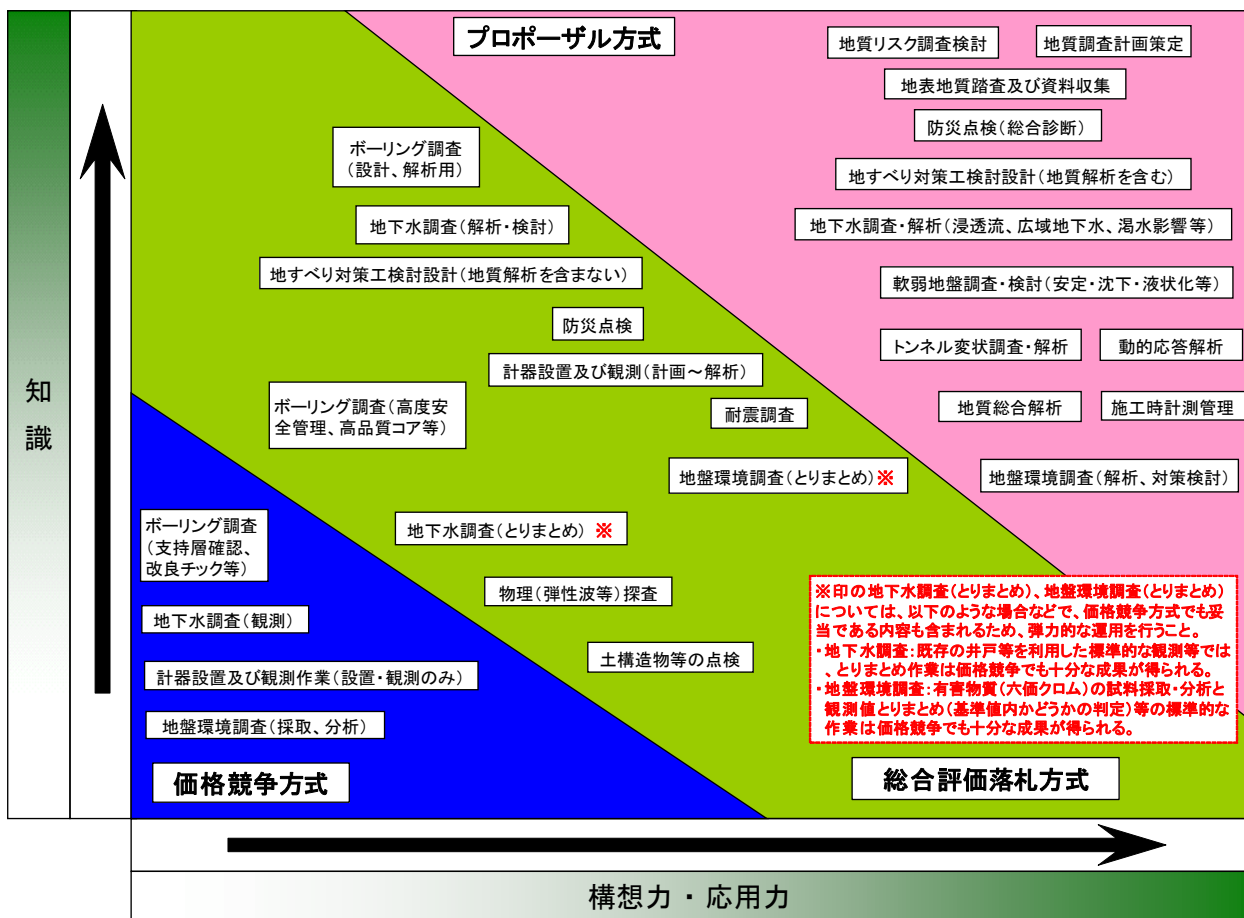 プロポーザル方式
地質リスク調査検討
地質調査計画策定
地表地質踏査及び資料収集
防災点検(総合診断)
地すべり対策工検討設計(地質解析を含む)
地下水調査・解析(浸透流、広域地下水、渇水影響等)
軟弱地盤調査・検討(安定・沈下・液状化等)
トンネル変状調査・解析
動的応答解析
地質総合解析
施工時計測管理
地盤環境調査(解析、対策検討)
ボーリング調査
(設計、解析用)
地下水調査(解析・検討)
地すべり対策工検討設計(地質解析を含まない)
防災点検
計器設置及び観測(計画～解析)
ボーリング調査(高度安
全管理、高品質コア等)
耐震調査
地盤環境調査(とりまとめ)※
地下水調査(とりまとめ) ※
物理(弾性波等)探査
土構造物等の点検
ボーリング調査
(支持層確認、
改良チック等)
地下水調査(観測)
計器設置及び観測作業(設置・観測のみ)
地盤環境調査(採取、分析)
価格競争方式
※印の地下水調査(とりまとめ)、地盤環境調査(とりまとめ)
については、以下のような場合などで、価格競争方式でも妥
当である内容も含まれるため、弾力的な運用を行うこと。
・地下水調査:既存の井戸等を利用した標準的な観測等では
、とりまとめ作業は価格競争でも十分な成果が得られる。
・地盤環境調査:有害物質(六価クロム)の試料採取・分析と
観測値とりまとめ(基準値内かどうかの判定)等の標準的な
作業は価格競争でも十分な成果が得られる。
総合評価落札方式
知識
構想力・応用力